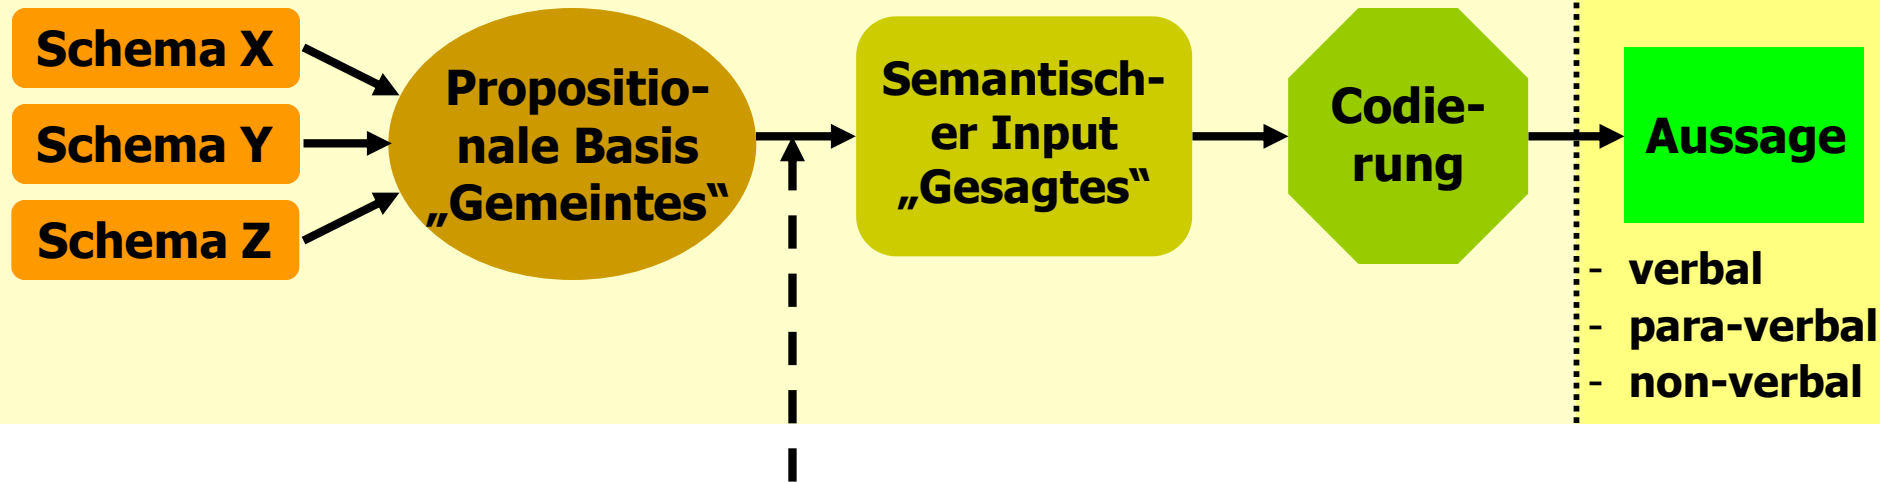 Schema X
Schema Y
Schema Z
Propositio-
nale Basis
„Gemeintes“
Semantisch-
er Input
„Gesagtes“
Codie-
rung
Aussage
- verbal
- para-verbal
- non-verbal